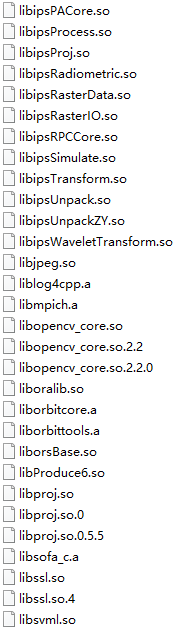 libipsPACore.so
libipsProcess.so
libipsProj.so
libipsRadiometric.so
libipsRasterData.so
libipsRasterIO.so
libipsRPCCore.so
libipsSimulate.so
libipsTransform.so
libipsUnpack.so
libipsUnpackZY.so
libipsWaveletTransform.so
libjpeg.so
liblog4cpp.a
libmpich.a
libopencv_core.so
libopencv_core.so.2.2
libopencv_core.so.2.2.0
liboralib.so
liborbitcore.a
liborbittools.a
liborsBase.so
libProduce6.so
libproj.so
libproj.so.0
libproj.so.0.5.5
libsofa_c.a
libssl.so
libssl.so.4
libsvml.so